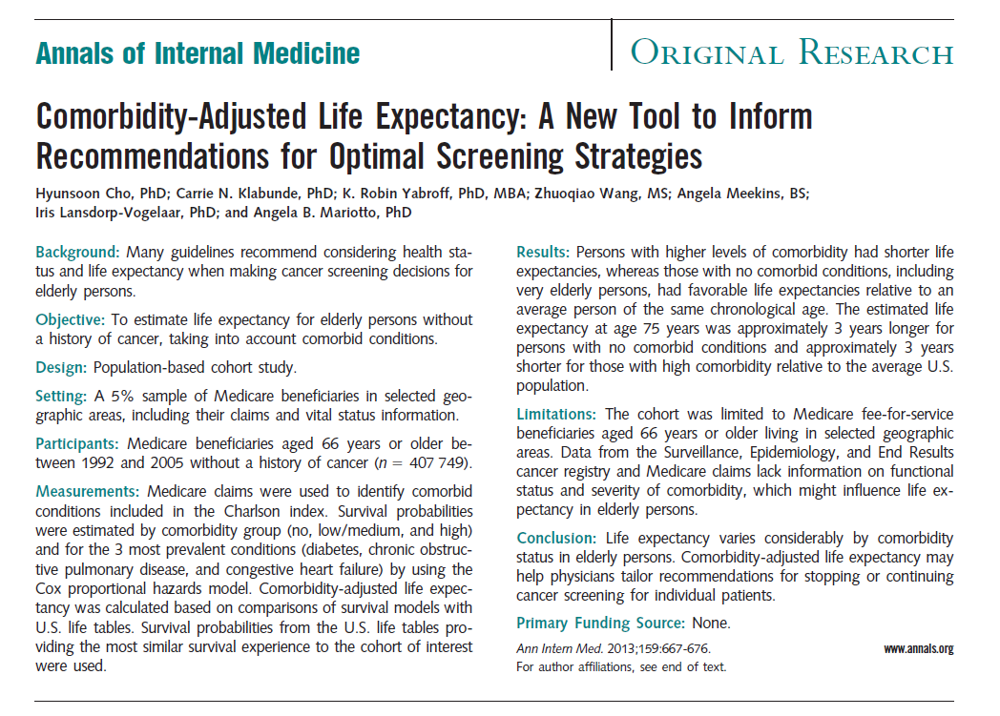 Annals of Internal Medicine
ORIGINAL RESEARCH
Comorbidity-Adjusted Life Expectancy: A New Tool to Inform
Recommendations for Optimal Screening Strategies
Hyunsoon Cho, PhD; Carrie N. Klabunde, PhD; K. Robin Yabroff, PhD, MBA; Zhuoqiao Wang, MS; Angela Meekins, BS;
Iris Lansdorp-Vogelaar, PhD; and Angela B. Mariotto, PhD
Background: Many guidelines recommend considering health sta-
tus and life expectancy when making cancer screening decisions for
elderly persons.
Objective: To estimate life expectancy for elderly persons without
a history of cancer, taking into account comorbid conditions.
Design: Population-based cohort study.
Setting: A 5% sample of Medicare beneficiaries in selected geo-
graphic areas, including their claims and vital status information.
Participants: Medicare beneficiaries aged 66 years or older be-
tween 1992 and 2005 without a history of cancer (n = 407 749).
Measurements: Medicare claims were used to identify comorbid
conditions included in the Charlson index. Survival probabilities
were estimated by comorbidity group (no, low/medium, and high)
and for the 3 most prevalent conditions (diabetes, chronic obstruc-
tive pulmonary disease, and congestive heart failure) by using the
Cox proportional hazards model. Comorbidity-adjusted life expec-
tancy was calculated based on comparisons of survival models with
U.S. life tables. Survival probabilities from the U.S. life tables pro-
viding the most similar survival experience to the cohort of interest
were used.
Results: Persons with higher levels of comorbidity had shorter life
expectancies, whereas those with no comorbid conditions, including
very elderly persons, had favorable life expectancies relative to an
average person of the same chronological age. The estimated life
expectancy at age 75 years was approximately 3 years longer for
persons with no comorbid conditions and approximately 3 years
shorter for those with high comorbidity relative to the average U.S.
population.
Limitations: The cohort was limited to Medicare fee-for-service
beneficiaries aged 66 years or older living in selected geographic
areas. Data from the Surveillance, Epidemiology, and End Results
cancer registry and Medicare claims lack information on functional
status and severity of comorbidity, which might influence life ex-
pectancy in elderly persons.
Conclusion: Life expectancy varies considerably by comorbidity
status in elderly persons. Comorbidity-adjusted life expectancy may
help physicians tailor recommendations for stopping or continuing
cancer screening for individual patients.
Primary Funding Source: None.
Ann Intern Med. 2013;159:667-676.
www.annals.org
For author affiliations, see end of text.